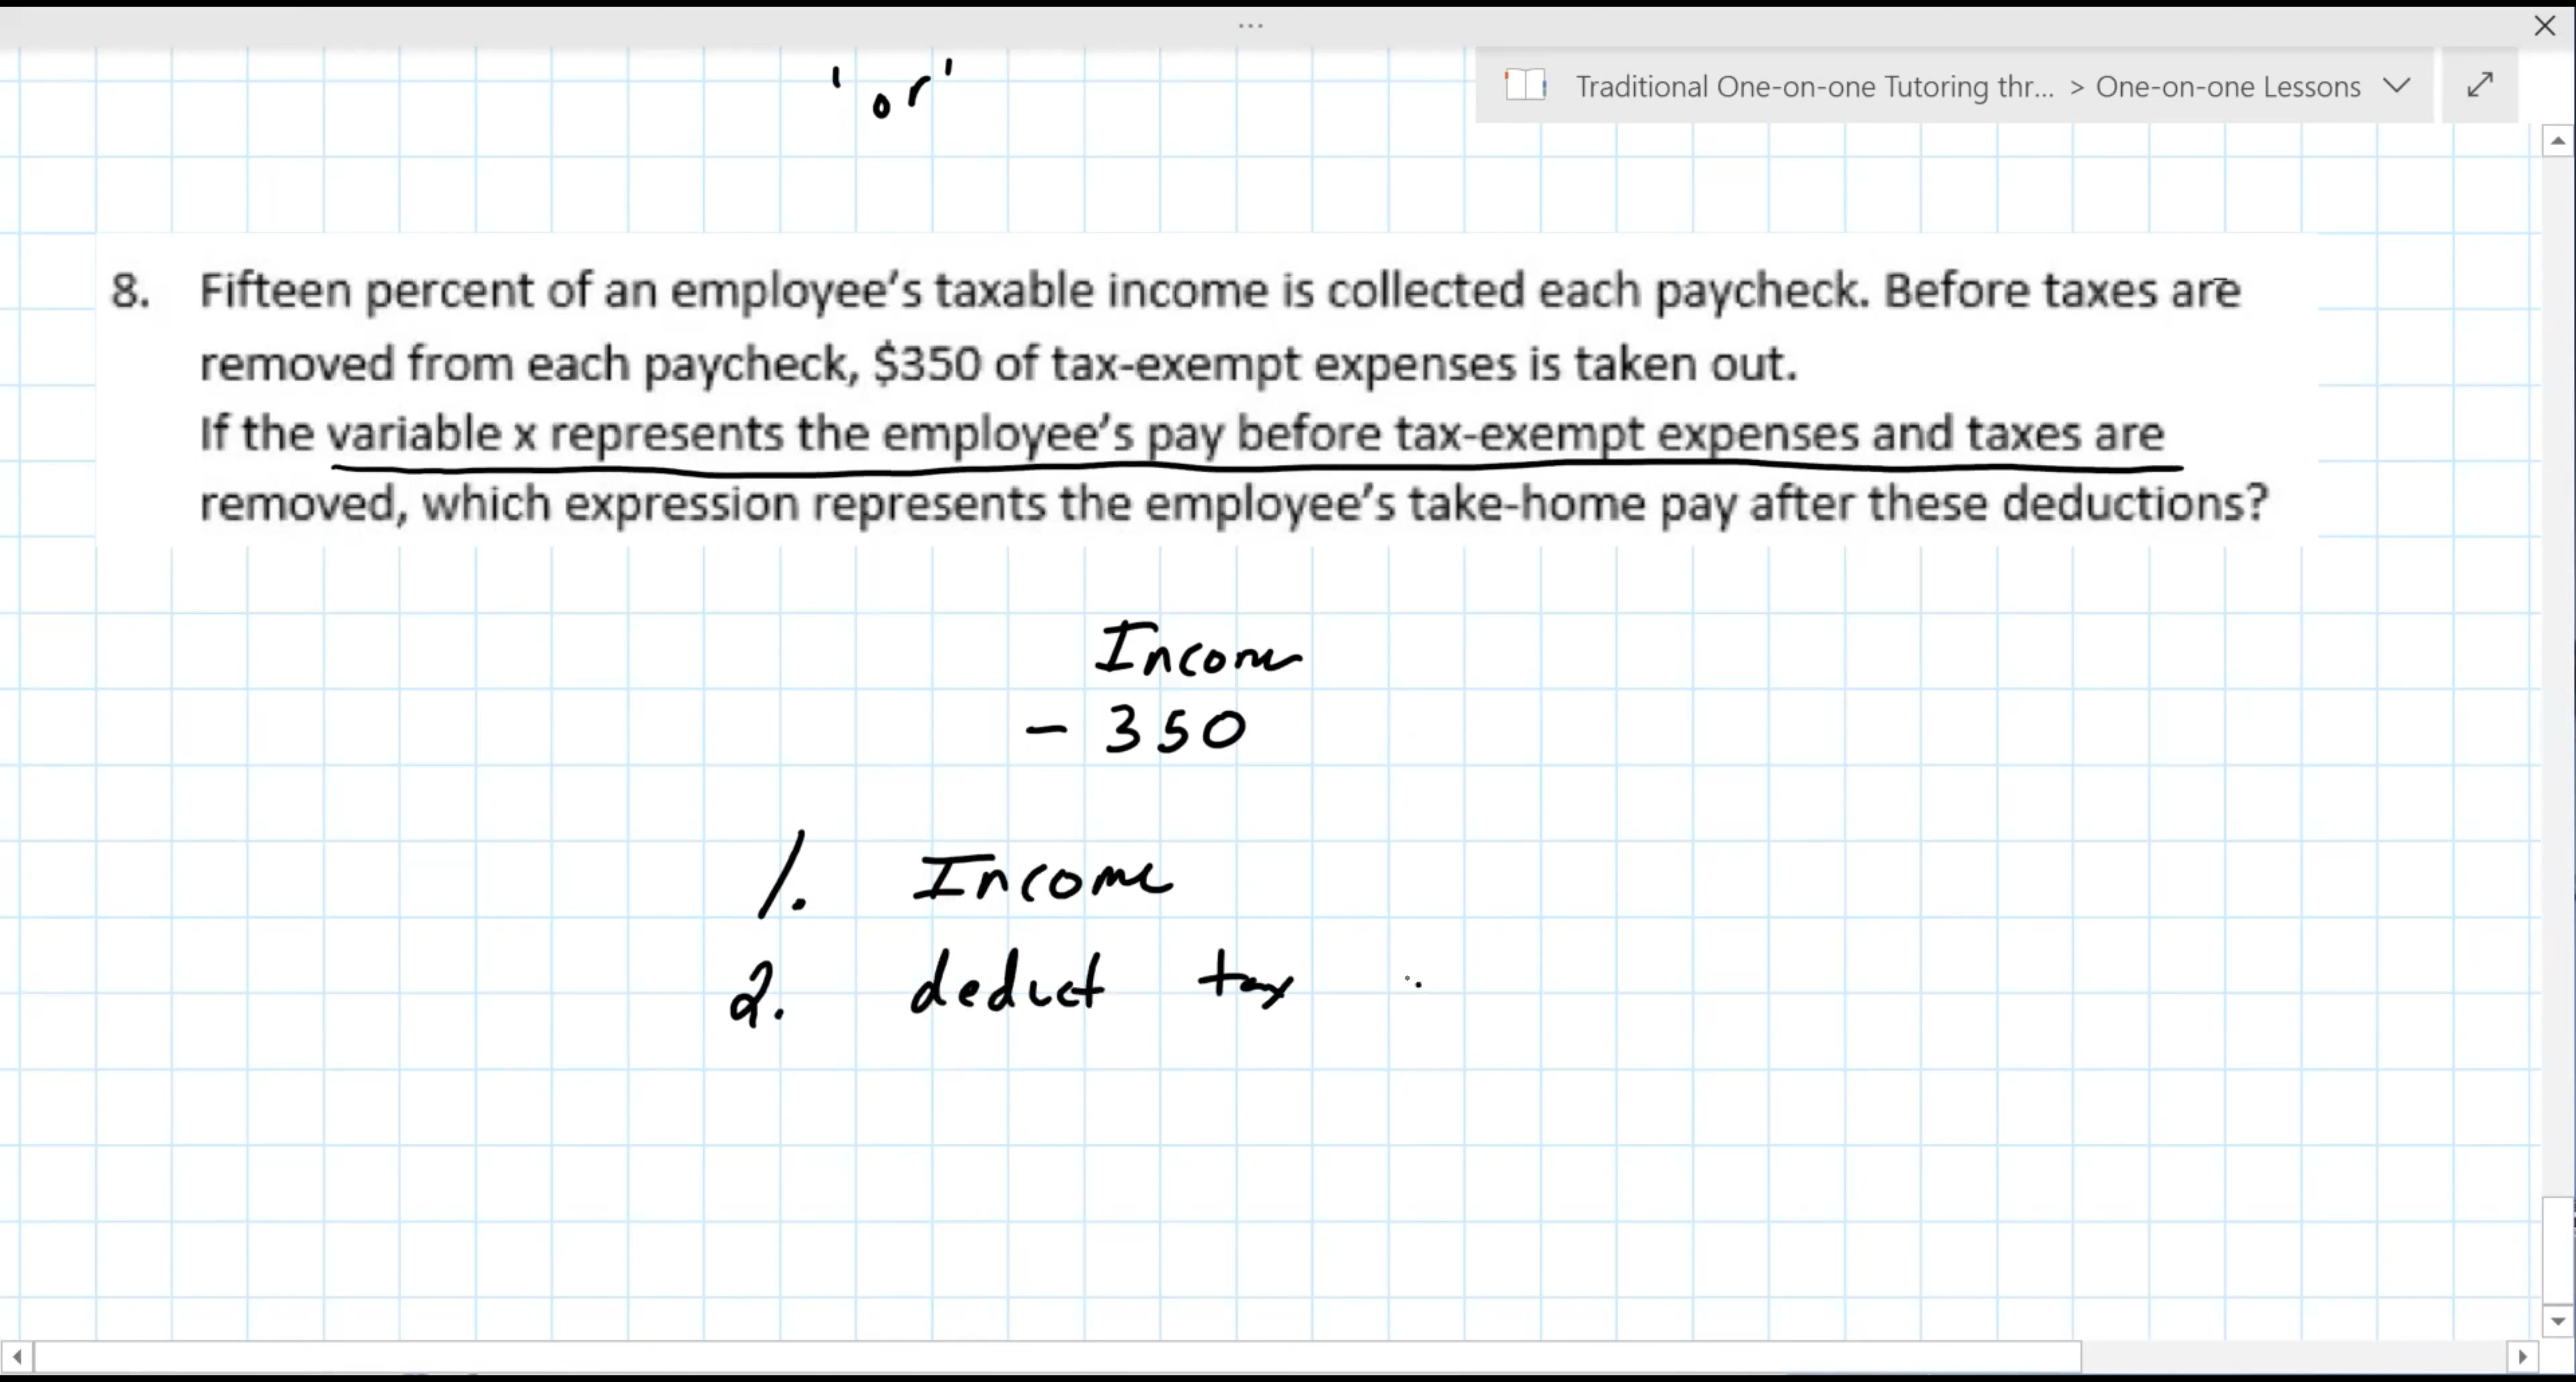 ...
Traditional One-on-one Tutoring thr... > One-on-one Lessons
'or'
8. Fifteen percent of an employee's taxable income is collected each paycheck. Before taxes are
removed from each paycheck, $350 of tax-exempt expenses is taken out.
If the variable x represents the employee's pay before tax-exempt expenses and taxes are
removed, which expression represents the employee's take-home pay after these deductions?
Income
- 350
1. Income
2. deduct tax